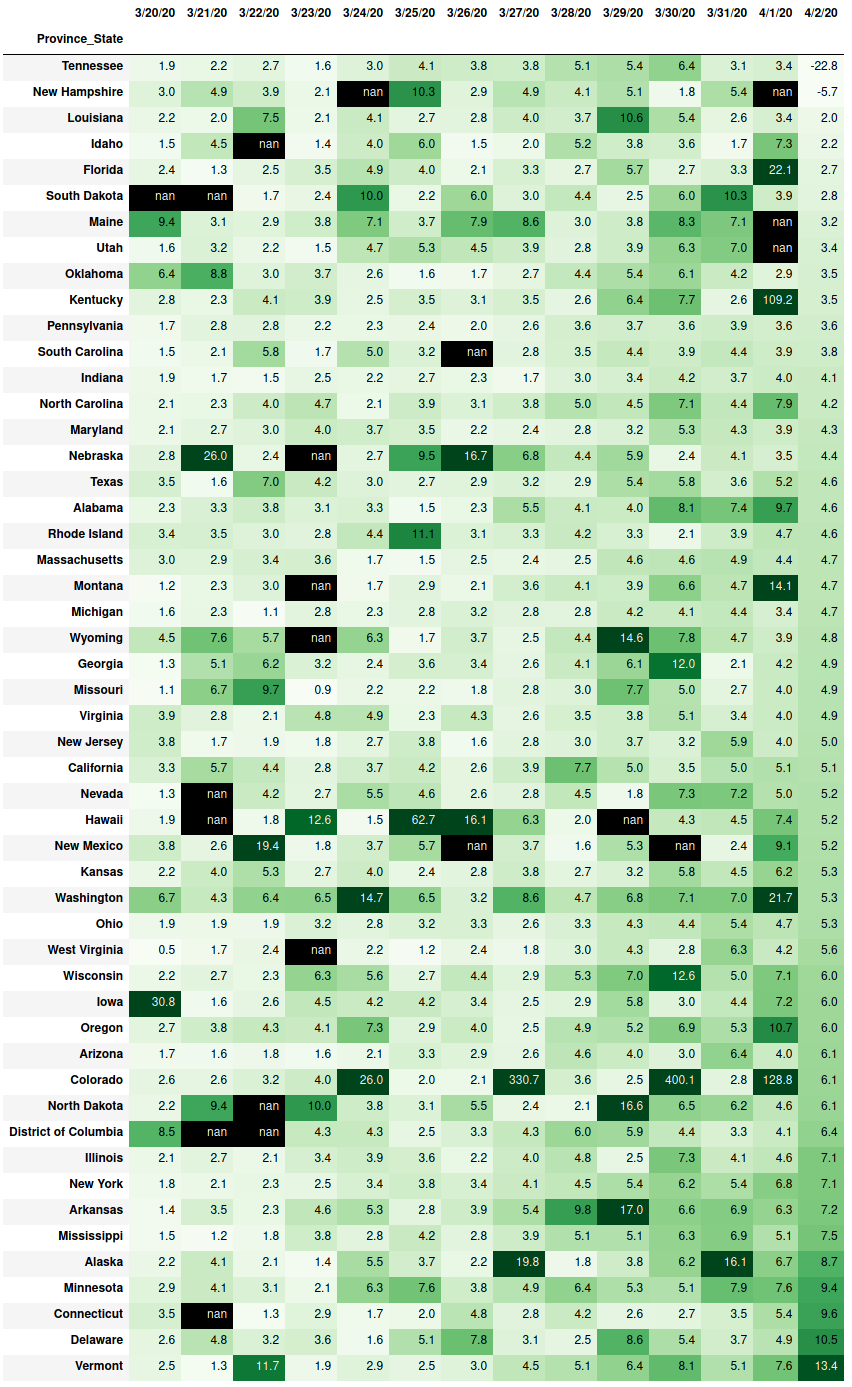 3/20/20 3/21/20 3/22/20 3/23/20 3/24/20 3/25/20 3/26/20 3/27/20 3/28/20 3/29/20 3/30/20 3/31/20 4/1/20 4/2/20
Province_State
Tennessee 1.9 2.2 2.7 1.6 3.0 4.1 3.8 3.8 5.1 5.4 6.4 3.1 3.4 -22.8
New Hampshire 3.0 4.9 3.9 2.1 nan 10.3 2.9 4.9 4.1 5.1 1.8 5.4 nan -5.7
Louisiana 2.2 2.0 7.5 2.1 4.1 2.7 2.8 4.0 3.7 10.6 5.4 2.6 3.4 2.0
Idaho 1.5 4.5 nan 1.4 4.0 6.0 1.5 2.0 5.2 3.8 3.6 1.7 7.3 2.2
Florida 2.4 1.3 2.5 3.5 4.9 4.0 2.1 3.3 2.7 5.7 2.7 3.3 22.1 2.7
South Dakota nan nan 1.7 2.4 10.0 2.2 6.0 3.0 4.4 2.5 6.0 10.3 3.9 2.8
Maine 9.4 3.1 2.9 3.8 7.1 3.7 7.9 8.6 3.0 3.8 8.3 7.1 nan 3.2
Utah 1.6 3.2 2.2 1.5 4.7 5.3 4.5 3.9 2.8 3.9 6.3 7.0 nan 3.4
Oklahoma 6.4 8.8 3.0 3.7 2.6 1.6 1.7 2.7 4.4 5.4 6.1 4.2 2.9 3.5
Kentucky 2.8 2.3 4.1 3.9 2.5 3.5 3.1 3.5 2.6 6.4 7.7 2.6 109.2 3.5
Pennsylvania 1.7 2.8 2.8 2.2 2.3 2.4 2.0 2.6 3.6 3.7 3.6 3.9 3.6 3.6
South Carolina 1.5 2.1 5.8 1.7 5.0 3.2 nan 2.8 3.5 4.4 3.9 4.4 3.9 3.8
Indiana 1.9 1.7 1.5 2.5 2.2 2.7 2.3 1.7 3.0 3.4 4.2 3.7 4.0 4.1
North Carolina 2.1 2.3 4.0 4.7 2.1 3.9 3.1 3.8 5.0 4.5 7.1 4.4 7.9 4.2
Maryland 2.1 2.7 3.0 4.0 3.7 3.5 2.2 2.4 2.8 3.2 5.3 4.3 3.9 4.3
Nebraska 2.8 26.0 2.4 nan 2.7 9.5 16.7 6.8 4.4 5.9 2.4 4.1 3.5 4.4
Texas 3.5 1.6 7.0 4.2 3.0 2.7 2.9 3.2 2.9 5.4 5.8 3.6 5.2 4.6
Alabama 2.3 3.3 3.8 3.1 3.3 1.5 2.3 5.5 4.1 4.0 8.1 7.4 9.7 4.6
Rhode Island 3.4 3.5 3.0 2.8 4.4 11.1 3.1 3.3 4.2 3.3 2.1 3.9 4.7 4.6
Massachusetts 3.0 2.9 3.4 3.6 1.7 1.5 2.5 2.4 2.5 4.6 4.6 4.9 4.4 4.7
Montana 1.2 2.3 3.0 nan 1.7 2.9 2.1 3.6 4.1 3.9 6.6 4.7 14.1 4.7
Michigan 1.6 2.3 1.1 2.8 2.3 2.8 3.2 2.8 2.8 4.2 4.1 4.4 3.4 4.7
Wyoming 4.5 7.6 5.7 nan 6.3 1.7 3.7 2.5 4.4 14.6 7.8 4.7 3.9 4.8
Georgia 1.3 5.1 6.2 3.2 2.4 3.6 3.4 2.6 4.1 6.1 12.0 2.1 4.2 4.9
Missouri 1.1 6.7 9.7 0.9 2.2 2.2 1.8 2.8 3.0 7.7 5.0 2.7 4.0 4.9
Virginia 3.9 2.8 2.1 4.8 4.9 2.3 4.3 2.6 3.5 3.8 5.1 3.4 4.0 4.9
New Jersey 3.8 1.7 1.9 1.8 2.7 3.8 1.6 2.8 3.0 3.7 3.2 5.9 4.0 5.0
California 3.3 5.7 4.4 2.8 3.7 4.2 2.6 3.9 7.7 5.0 3.5 5.0 5.1 5.1
Nevada 1.3 nan 4.2 2.7 5.5 4.6 2.6 2.8 4.5 1.8 7.3 7.2 5.0 5.2
Hawaii 1.9 nan 1.8 12.6 1.5 62.7 16.1 6.3 2.0 nan 4.3 4.5 7.4 5.2
New Mexico 3.8 2.6 19.4 1.8 3.7 5.7 nan 3.7 1.6 5.3 nan 2.4 9.1 5.2
Kansas 2.2 4.0 5.3 2.7 4.0 2.4 2.8 3.8 2.7 3.2 5.8 4.5 6.2 5.3
Washington 6.7 4.3 6.4 6.5 14.7 6.5 3.2 8.6 4.7 6.8 7.1 7.0 21.7 5.3
Ohio 1.9 1.9 1.9 3.2 2.8 3.2 3.3 2.6 3.3 4.3 4.4 5.4 4.7 5.3
West Virginia 0.5 1.7 2.4 nan 2.2 1.2 2.4 1.8 3.0 4.3 2.8 6.3 4.2 5.6
Wisconsin 2.2 2.7 2.3 6.3 5.6 2.7 4.4 2.9 5.3 7.0 12.6 5.0 7.1 6.0
Iowa 30.8 1.6 2.6 4.5 4.2 4.2 3.4 2.5 2.9 5.8 3.0 4.4 7.2 6.0
Oregon 2.7 3.8 4.3 4.1 7.3 2.9 4.0 2.8 4.9 5.2 6.9 5.3 10.7 6.0
Arizona 1.7 1.6 1.8 1.6 2.1 3.3 2.9 2.6 4.6 4.0 3.0 6.4 4.0 6.1
Colorado 2.6 2.6 3.2 4.0 26.0 2.0 2.1 330.7 3.6 2.5 400.1 2.8 128.8 6.1
North Dakota 2.2 9.4 nan 10.0 3.8 3.1 5.5 2.4 2.1 16.6 6.5 6.2 4.6 6.1
District of Columbia 8.5 nan nan 4.3 4.3 2.5 3.3 4.3 6.0 5.9 4.4 3.3 4.1 6.4
Illinois 2.1 2.7 2.1 3.4 3.9 3.6 2.2 4.0 4.8 2.5 7.3 4.1 4.6 7.1
New York 1.8 2.1 2.3 2.5 3.4 3.8 3.4 4.1 4.5 5.4 6.2 5.4 6.8 7.1
Arkansas 1.4 3.5 2.3 4.6 5.3 2.8 3.9 5.4 9.8 17.0 6.6 6.9 6.3 7.2
Mississippi 1.5 1.2 1.8 3.8 2.8 4.2 2.8 3.9 5.1 5.1 6.3 6.9 5.1 7.5
Alaska 2.2 4.1 2.1 1.4 5.5 3.7 2.2 19.8 1.8 3.8 6.2 16.1 6.7 8.7
Minnesota 2.9 4.1 3.1 2.1 6.3 7.6 3.8 4.9 6.4 5.3 5.1 7.9 7.6 9.4
Connecticut 3.5 nan 1.3 2.9 1.7 2.0 4.8 2.8 4.2 2.6 2.7 3.5 5.4 9.6
Delaware 2.6 4.8 3.2 3.6 1.6 5.1 7.8 3.1 2.5 8.6 5.4 3.7 4.9 10.5
Vermont 2.5 1.3 11.7 1.9 2.9 2.5 3.0 4.5 5.1 6.4 8.1 5.1 7.6 13.4